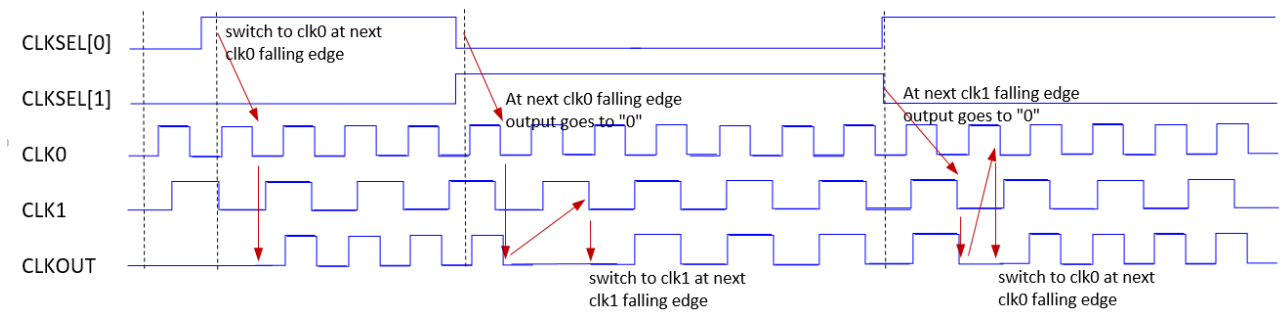 CLKSEL[0]
switch to clk0 at next
clk0 falling edge
CLKSEL[1]
At next clk0 falling edge
output goes to "0"
At next clk1 falling edge
output goes to "0"
CLK0
CLK1
CLKOUT
switch to clk1 at next
clk1 falling edge
switch to clk0 at next
clk0 falling edge